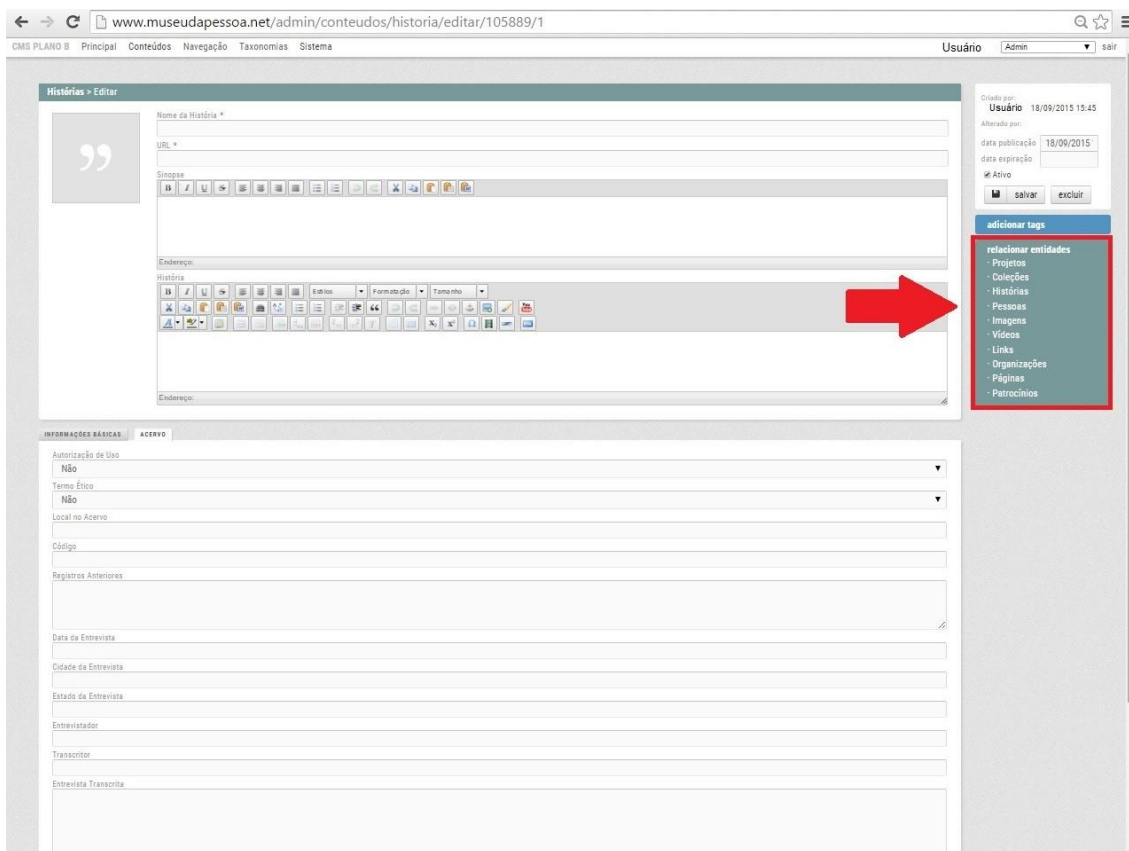 www.museudapessoa.net/admin/conteudos/historia/editar/105889/1
CMS PLANO B Principal Conteúdos Navegação Taxonomias Sistema Usuário Admin sair
Histórias > Editar
Nome da História *
URL *
Sinopse
B I U S
Endereço:
História
B I U S Estilos Formatação Tamanho
You Tube
Endereço:
Criado por:
Usuário 18/09/2015 15:45
Alterado por:
data publicação 18/09/2015
data expiração
Ativo
salvar excluir
adicionar tags
relacionar entidades
· Projetos
· Coleções
· Histórias
· Pessoas
· Imagens
· Vídeos
· Links
· Organizações
· Páginas
· Patrocínios
INFORMAÇÕES BÁSICAS ACERVO
Autorização de Uso
Não
Termo Ético
Não
Local no Acervo
Código
Registros Anteriores
Data da Entrevista
Cidade da Entrevista
Estado da Entrevista
Entrevistador
Transcritor
Entrevista Transcrita